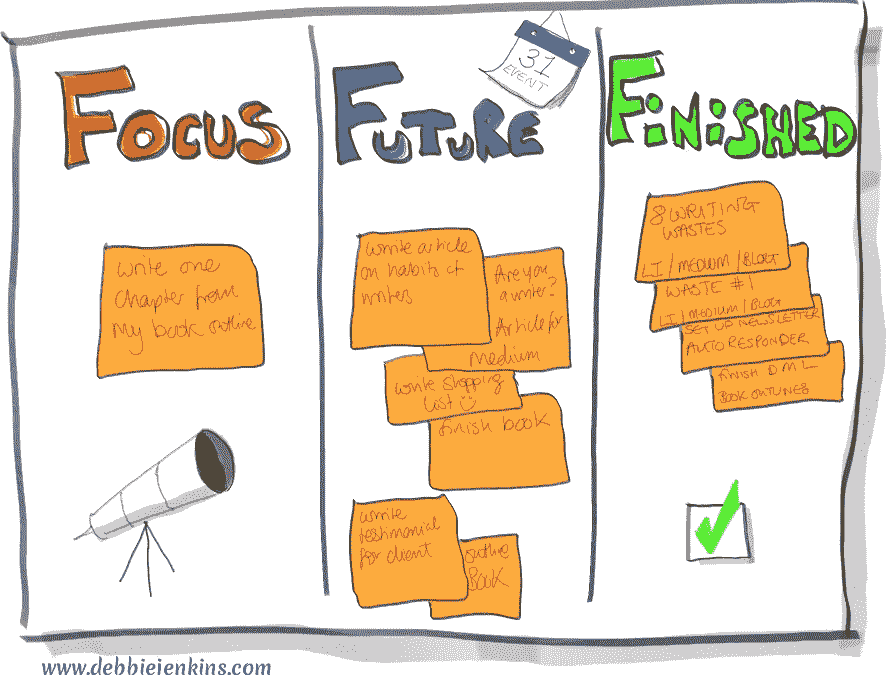 FOCUS
FUTURE
FiNiSHED
31
EVENT
write one
chapter from
my book outline
write article
on habits of
writers
Are you
a writer?
Article for
Medium
write shopping
list
finish book
write
testimonial
for client
outline
BOOK
8 WRITING
WASTES
LI / MEDIUM / BLOG
WASTE #1
LI / MEDIUM / BLOG
SET UP NEWSLETTER
AUTO RESPONDER
FINISH DML
BOOK OUTLINES
www.debbiejenkins.com